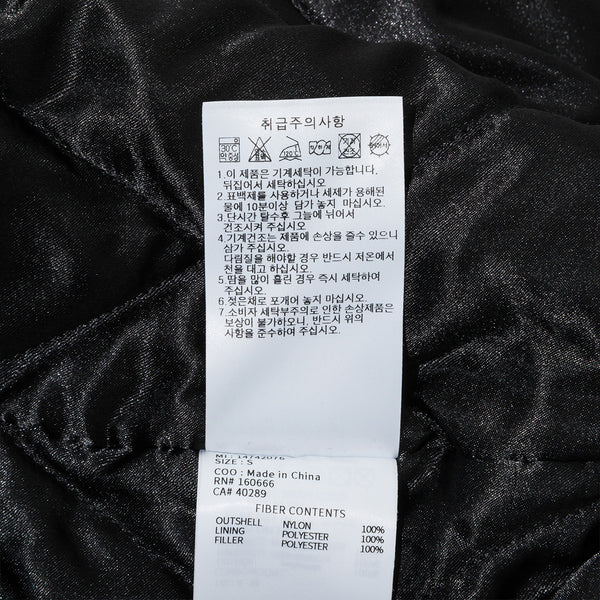 취급주의사항
30℃
약 중성
120℃
1.이 제품은 기계세탁이 가능합니다.
뒤집어서 세탁하십시오
2.표백제를 사용하거나 세제가 용해된
물에 10분이상 담가 놓지 마십시오.
3.단시간 탈수후 그늘에 뉘어서
건조시켜 주십시오
4.기계건조는 제품에 손상을 줄수 있으니
삼가 주십시오.
다림질을 해야할 경우 반드시 저온에서
천을 대고 하십시오.
5.땀을 많이 흘린 경우 즉시 세탁하여
주십시오.
6.젖은채로 포개어 놓지 마십시오.
7.소비자 세탁부주의로 인한 손상제품은
보상이 불가하오니, 반드시 위의
사항을 준수하여 주십시오.
MT: 14742076
SIZE : S
COO : Made in China
RN# 160666
CA# 40289
FIBER CONTENTS
OUTSHELL NYLON 100%
LINING POLYESTER 100%
FILLER POLYESTER 100%